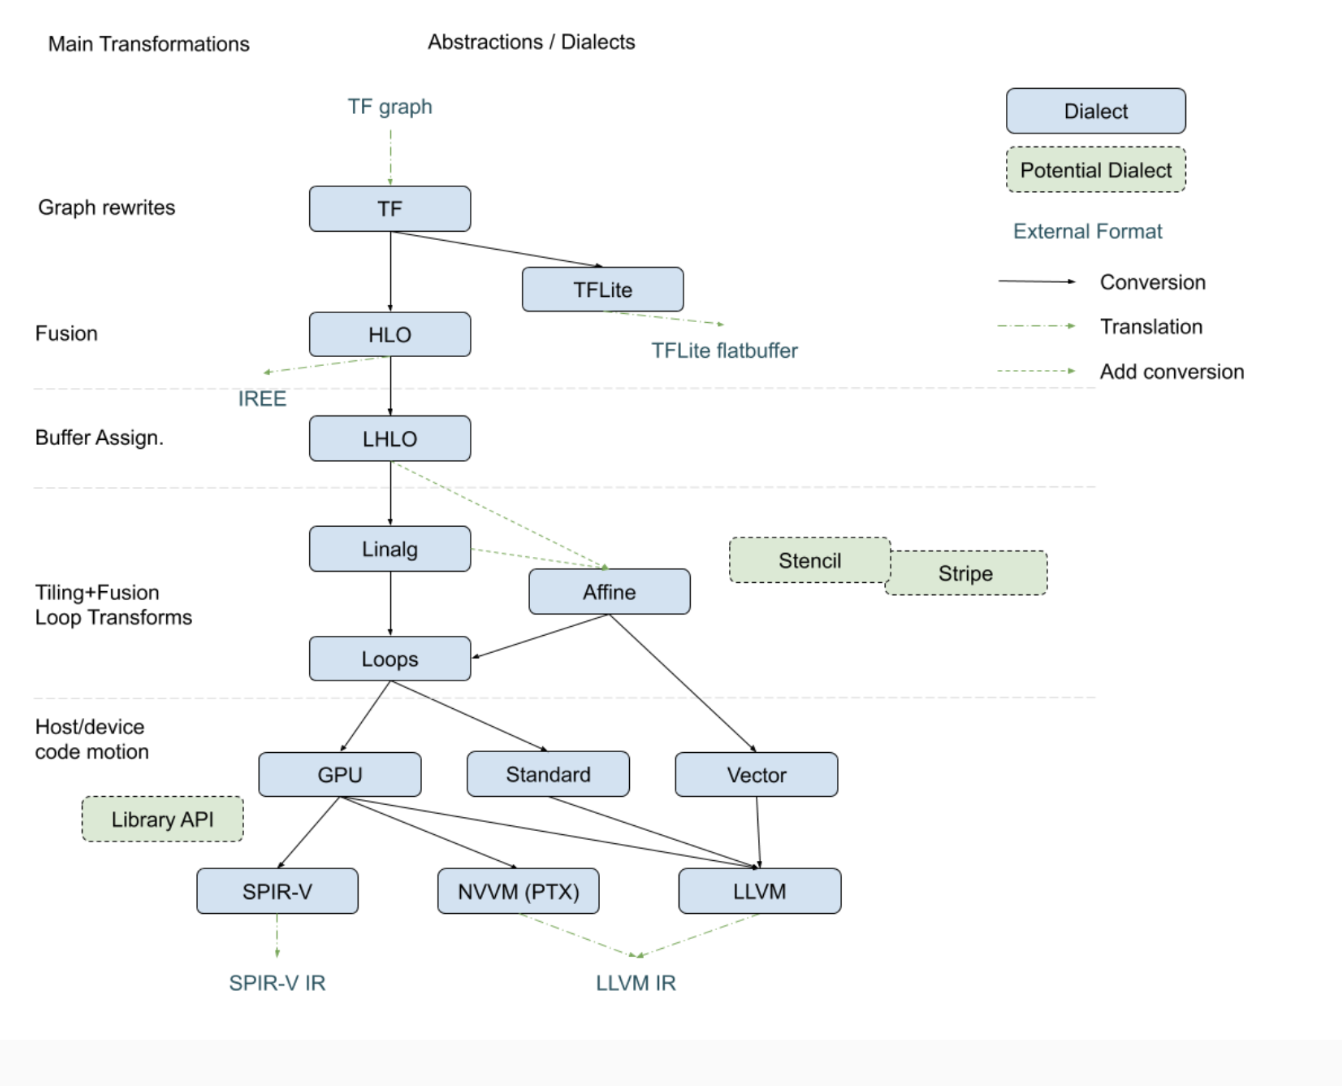 Main Transformations
Abstractions / Dialects
TF graph
Dialect
Potential Dialect
External Format
Conversion
Translation
Add conversion
Graph rewrites
TF
TFLite
TFLite flatbuffer
Fusion
HLO
IREE
Buffer Assign.
LHLO
Linalg
Affine
Stencil
Stripe
Tiling+Fusion
Loop Transforms
Loops
Host/device
code motion
GPU
Standard
Vector
Library API
SPIR-V
NVVM (PTX)
LLVM
SPIR-V IR
LLVM IR